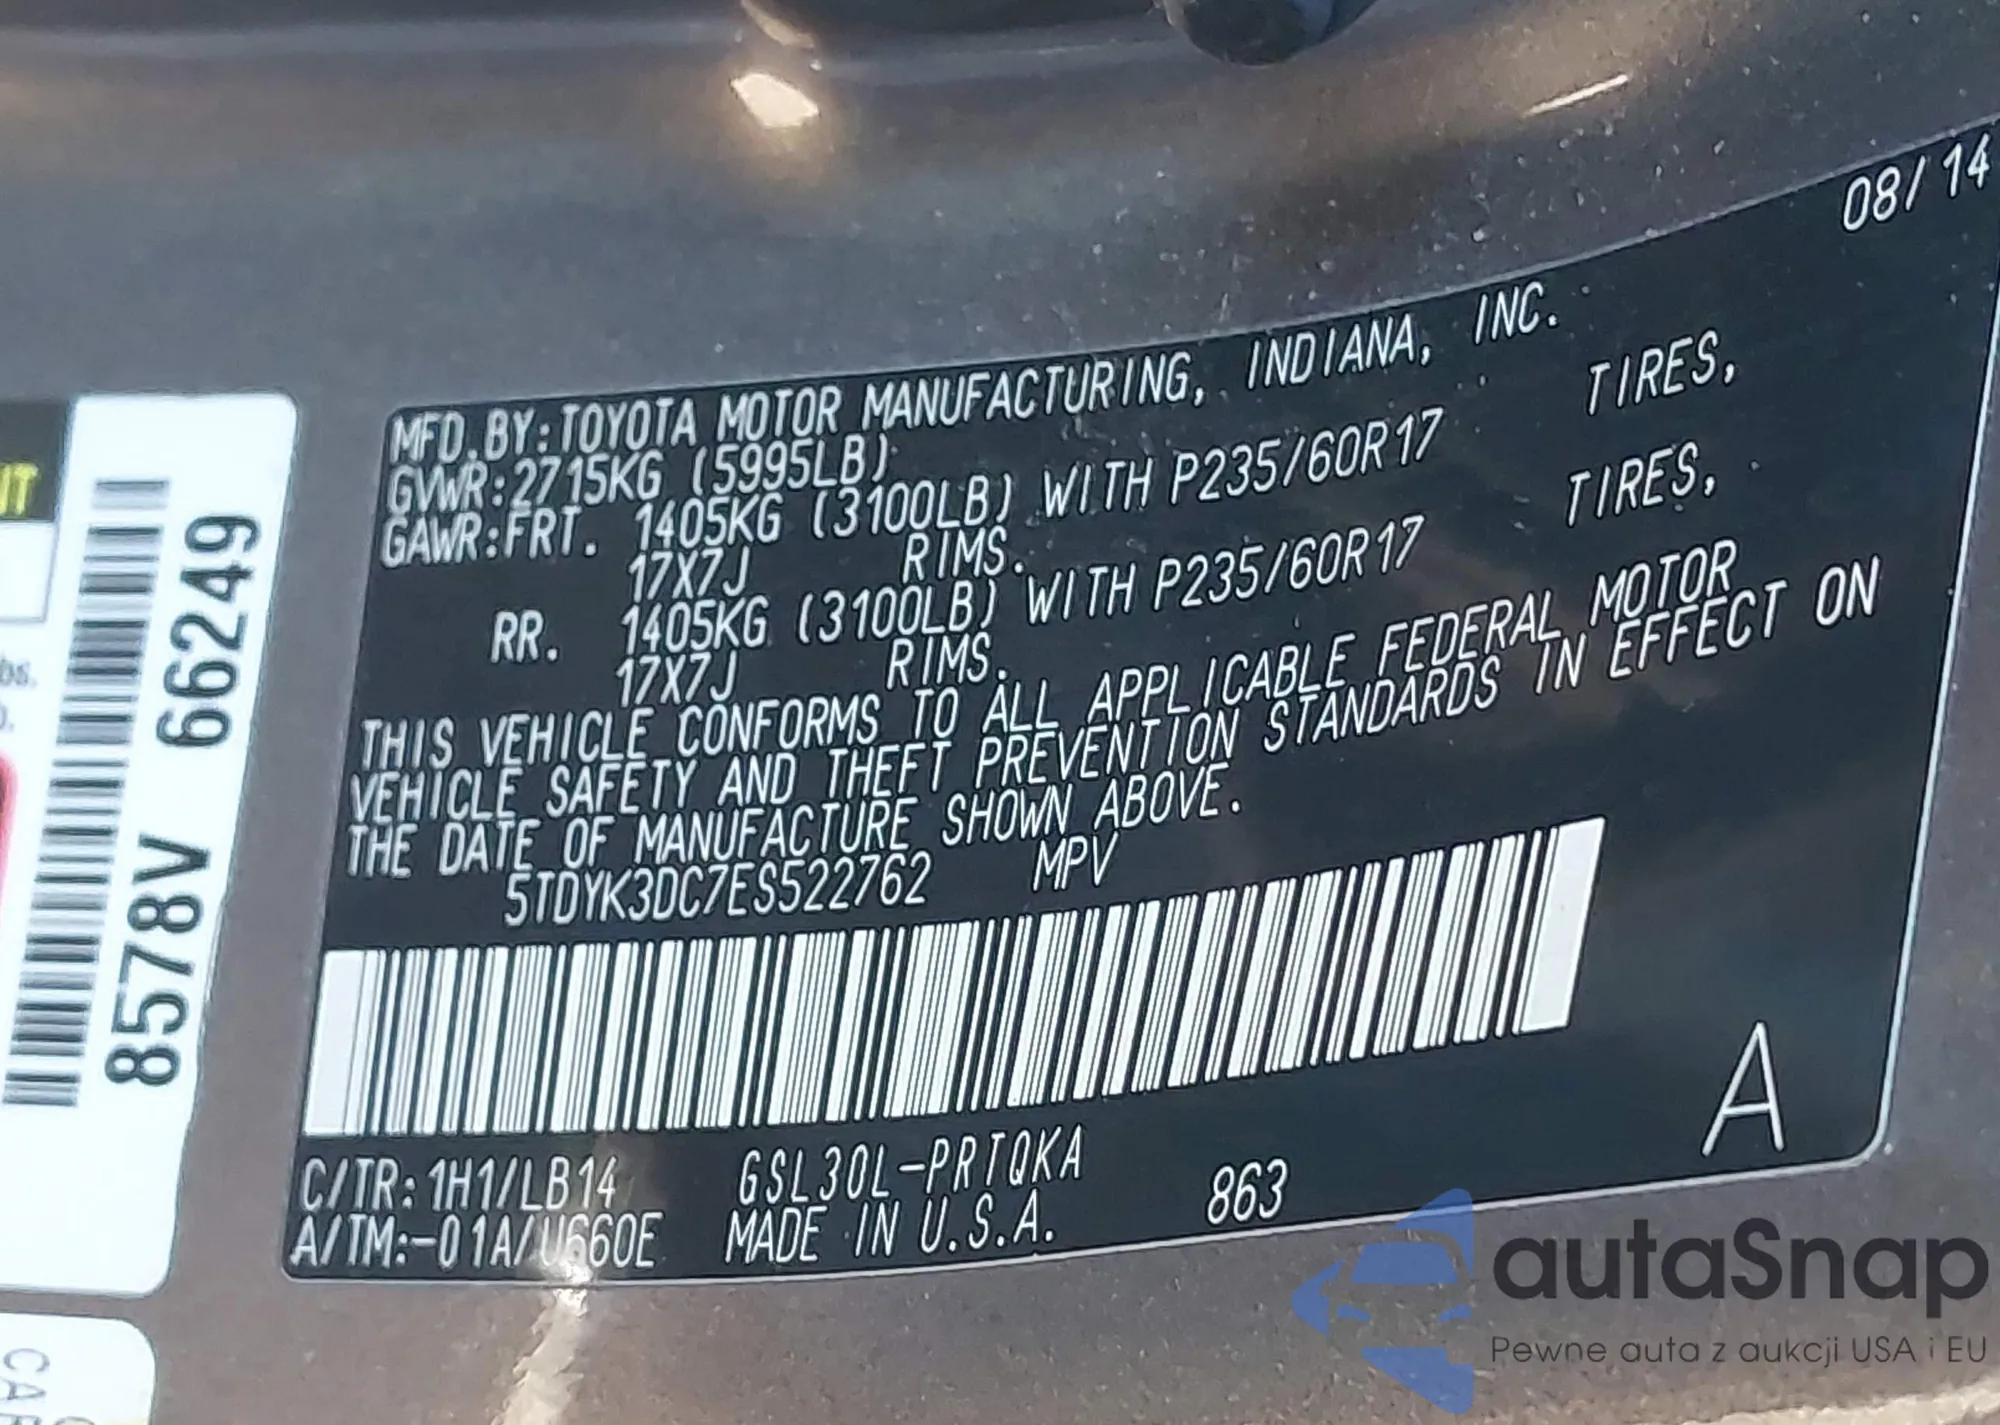 08/14
MFD.BY:TOYOTA MOTOR MANUFACTURING, INDIANA, INC.
GVWR:2715KG (5995LB)
GAWR:FRT. 1405KG (3100LB) WITH P235/60R17 TIRES,
17X7J RIMS.
RR. 1405KG (3100LB) WITH P235/60R17 TIRES,
17X7J RIMS.
THIS VEHICLE CONFORMS TO ALL APPLICABLE FEDERAL MOTOR
VEHICLE SAFETY AND THEFT PREVENTION STANDARDS IN EFFECT ON
THE DATE OF MANUFACTURE SHOWN ABOVE.
5TDYK3DC7ES522762 MPV
C/TR:1H1/LB14 GSL30L-PRTQKA
A/TM:-01A/U660E MADE IN U.S.A. 863
A
8578V 66249
bs.
autaSnap
Pewne auta z aukcji USA i EU